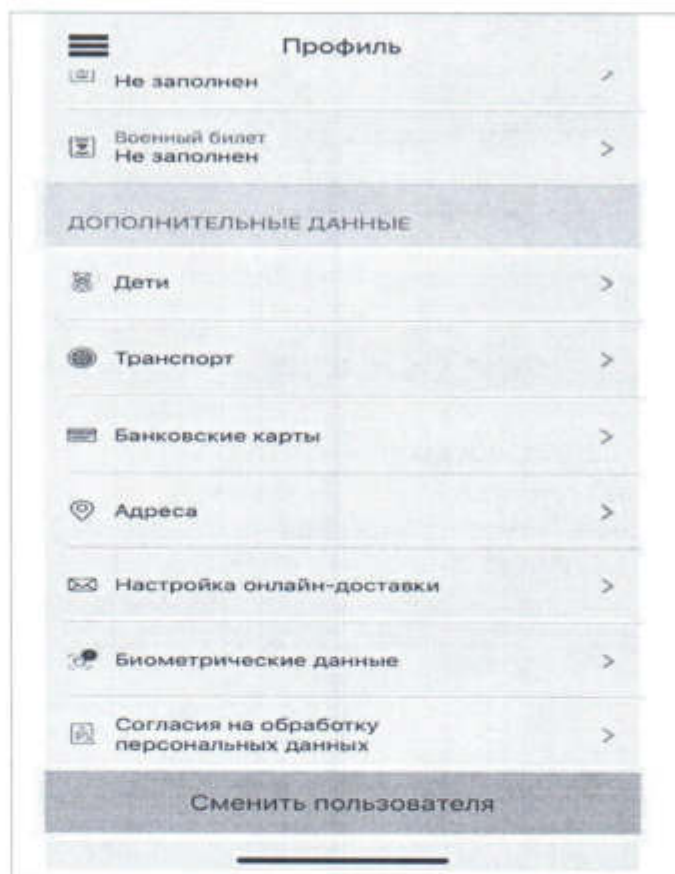 Профиль
Не заполнен
Военный билет
Не заполнен
ДОПОЛНИТЕЛЬНЫЕ ДАННЫЕ
Дети
Транспорт
Банковские карты
Адреса
Настройка онлайн-доставки
Биометрические данные
Согласия на обработку
персональных данных
Сменить пользователя